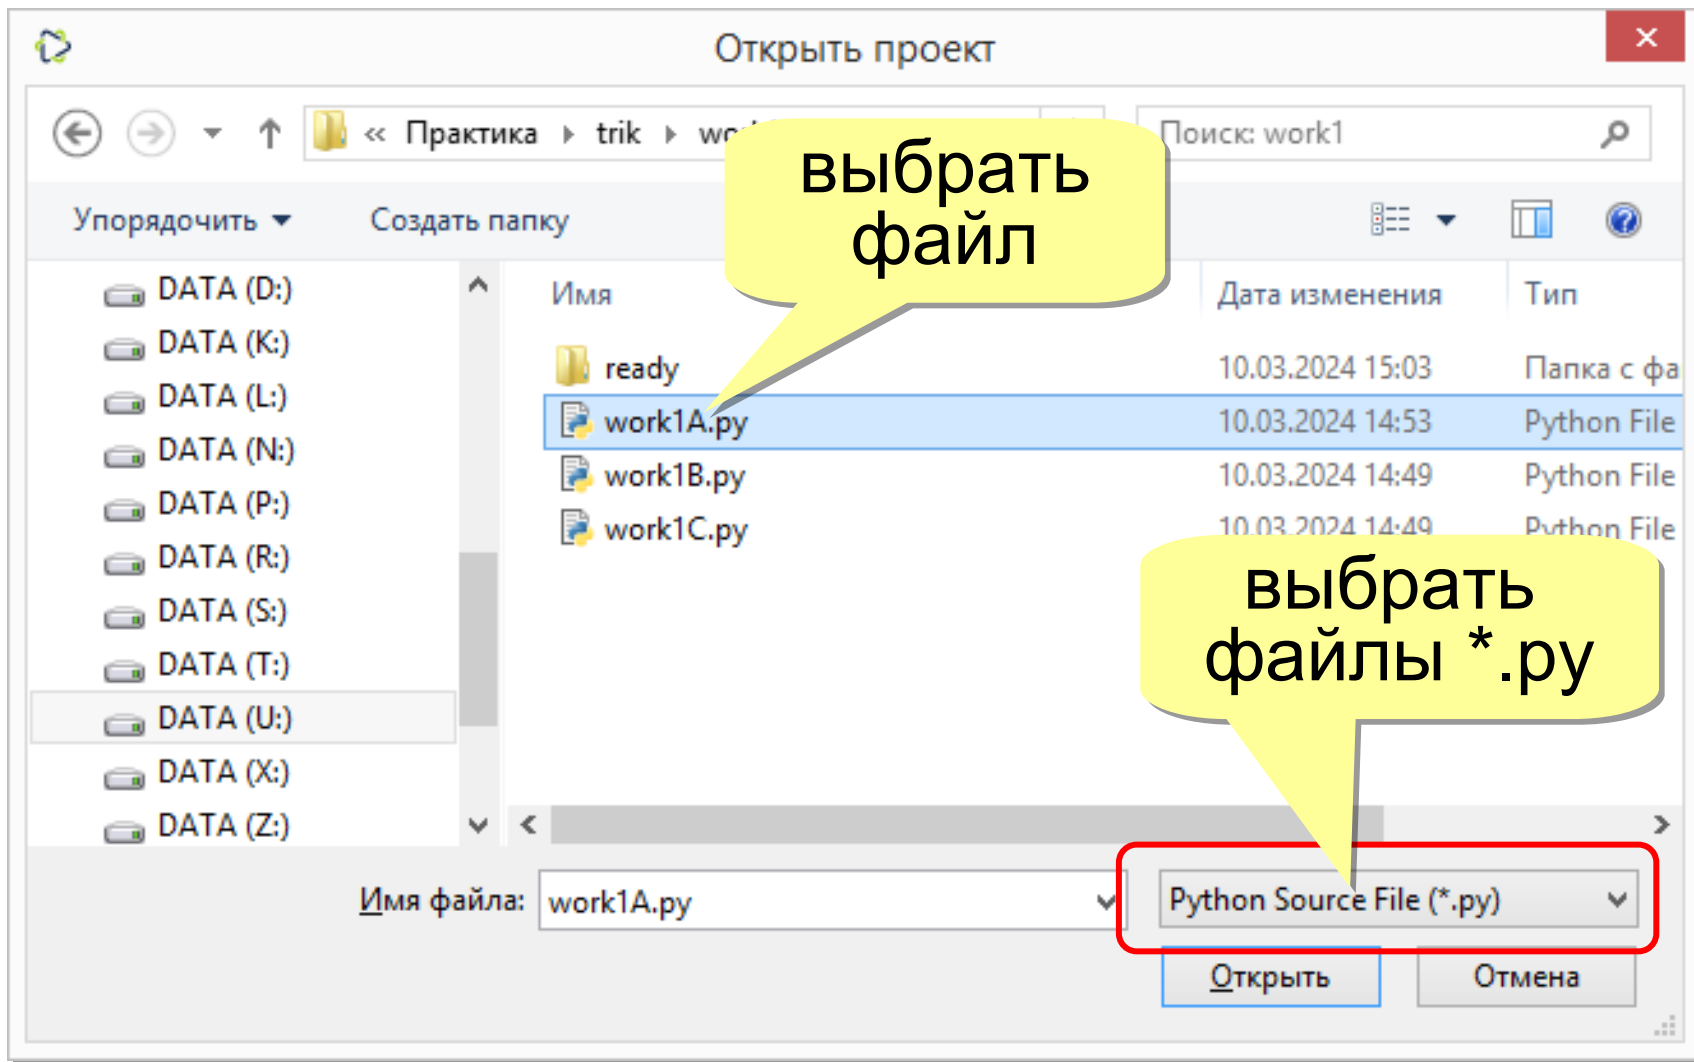 Открыть проект
« Практика trik
Поиск: work1
выбрать
файл
Упорядочить
Создать папку
Имя
Дата изменения
Тип
DATA (D:)
DATA (K:)
DATA (L:)
DATA (N:)
DATA (P:)
DATA (R:)
DATA (S:)
DATA (T:)
DATA (U:)
DATA (X:)
DATA (Z:)
ready 10.03.2024 15:03 Папка с фа
work1A.py 10.03.2024 14:53 Python File
work1B.py 10.03.2024 14:49 Python File
work1C.py 10.03.2024 14:49 Python File
выбрать
файлы *.py
Имя файла: work1A.py
Python Source File (*.py)
Открыть
Отмена